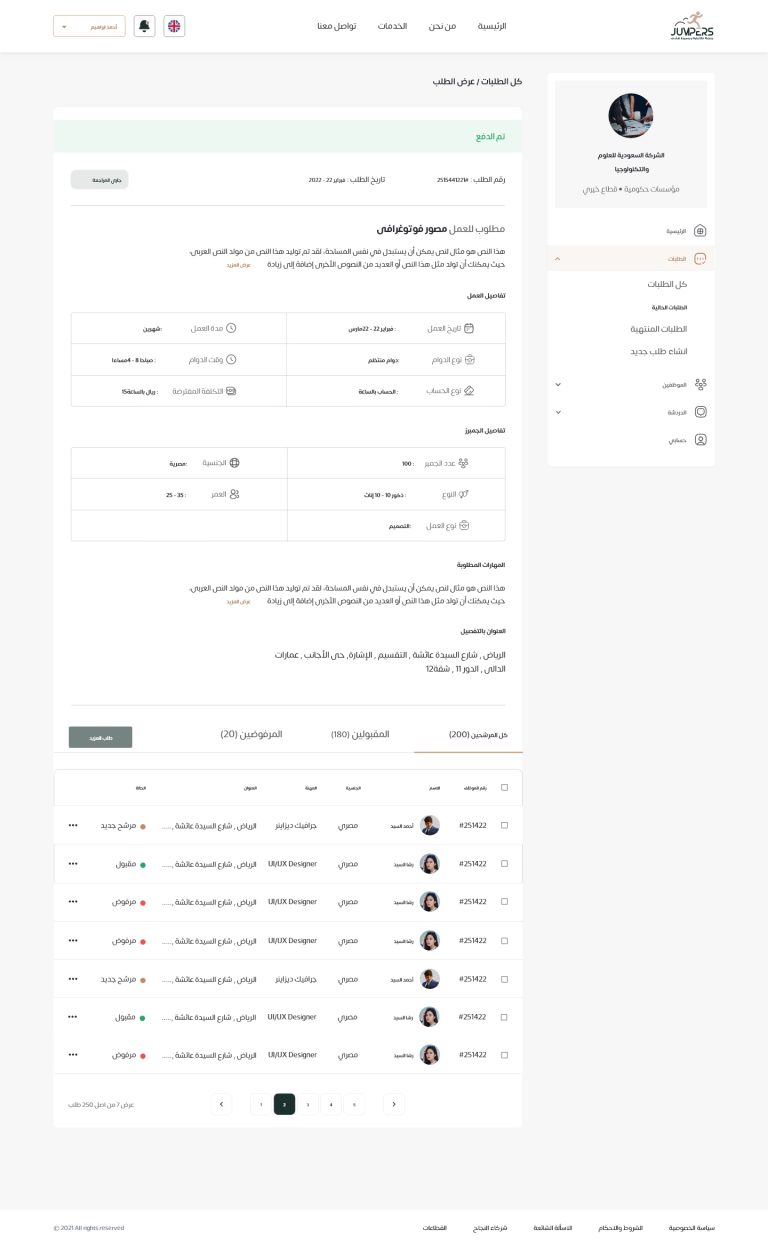 JUMPERS
الرئيسية
من نحن
الخدمات
تواصل معنا
أحمد ابراهيم
الشركة السعودية للعلوم
والتكنولوجيا
مؤسسات حكومية • قطاع خيري
الرئيسية
الطلبات
كل الطلبات
الطلبات الحالية
الطلبات المنتهية
انشاء طلب جديد
الموظفين
الدردشة
حسابي
كل الطلبات / عرض الطلب
تم الدفع
رقم الطلب : #2515441221
تاريخ الطلب : فبراير 22 - 2022
جاري المراجعة
مطلوب للعمل مصور فوتوغرافى
هذا النص هو مثال لنص يمكن أن يستبدل في نفس المساحة، لقد تم توليد هذا النص من مولد النص العربى،
حيث يمكنك أن تولد مثل هذا النص أو العديد من النصوص الأخرى إضافة إلى زيادة عرض المزيد
تفاصيل العمل
تاريخ العمل : فبراير 22 - 22مارس
مدة العمل :شهرين
نوع الدوام :دوام منتظم
وقت الدوام : صباحا 8 - 4مساءا
نوع الحساب : الحساب بالساعة
التكلفة المفترضة : ريال بالساعة15
تفاصيل الجمبرز
عدد الجمبر : 100
الجنسية :مصرية
النوع : ذكور 10 - 10 إناث
العمر : 35 - 25
نوع العمل :التصميم
المهارات المطلوبة
هذا النص هو مثال لنص يمكن أن يستبدل في نفس المساحة، لقد تم توليد هذا النص من مولد النص العربى،
حيث يمكنك أن تولد مثل هذا النص أو العديد من النصوص الأخرى إضافة إلى زيادة عرض المزيد
العنوان بالتفصيل
الرياض , شارع السيدة عائشة , التقسيم , الإشارة, حى الأجانب , عمارات
الدالى , الدور 11 , شقة12
كل المرشحين (200)
المقبولين (180)
المرفوضين (20)
طلب المزيد
رقم الموظف الاسم الجنسية المهنة العنوان الحالة
#251422 أحمد السيد مصري جرافيك ديزاينر الرياض , شارع السيدة عائشة , ..... مرشح جديد
#251422 رشا السيد مصري UI/UX Designer الرياض , شارع السيدة عائشة , ..... مقبول
#251422 رشا السيد مصري UI/UX Designer الرياض , شارع السيدة عائشة , ..... مرفوض
#251422 رشا السيد مصري UI/UX Designer الرياض , شارع السيدة عائشة , ..... مرفوض
#251422 أحمد السيد مصري جرافيك ديزاينر الرياض , شارع السيدة عائشة , ..... مرشح جديد
#251422 رشا السيد مصري UI/UX Designer الرياض , شارع السيدة عائشة , ..... مقبول
#251422 رشا السيد مصري UI/UX Designer الرياض , شارع السيدة عائشة , ..... مرفوض
1 2 3 4 5
عرض 7 من اصل 250 طلب
سياسة الخصوصية
الشروط والاحكام
الاسألة الشائعة
شركاء النجاح
القطاعات
© 2021 All rights reserved